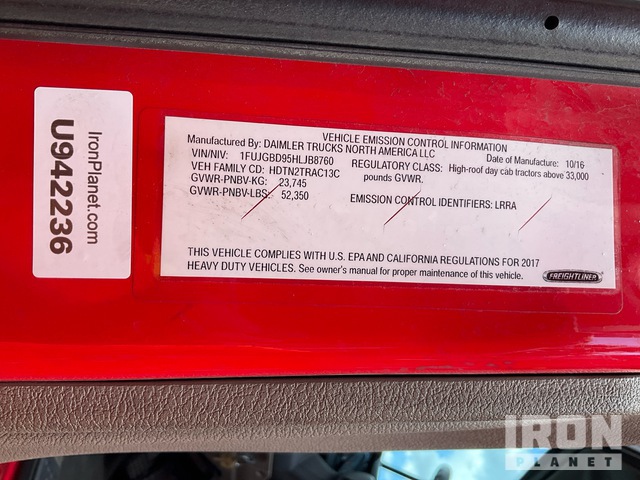 IronPlanet.com
U942236
VEHICLE EMISSION CONTROL INFORMATION
Manufactured By: DAIMLER TRUCKS NORTH AMERICA LLC
Date of Manufacture: 10/16
VIN/NIV: 1FUJGBD95HLJB8760
REGULATORY CLASS: High-roof day cab tractors above 33,000
pounds GVWR.
VEH FAMILY CD: HDTN2TRAC13C
GVWR-PNBV-KG: 23,745
GVWR-PNBV-LBS: 52,350
EMISSION CONTROL IDENTIFIERS: LRRA
THIS VEHICLE COMPLIES WITH U.S. EPA AND CALIFORNIA REGULATIONS FOR 2017
HEAVY DUTY VEHICLES. See owner's manual for proper maintenance of this vehicle.
FREIGHTLINER
IRON
PLANET